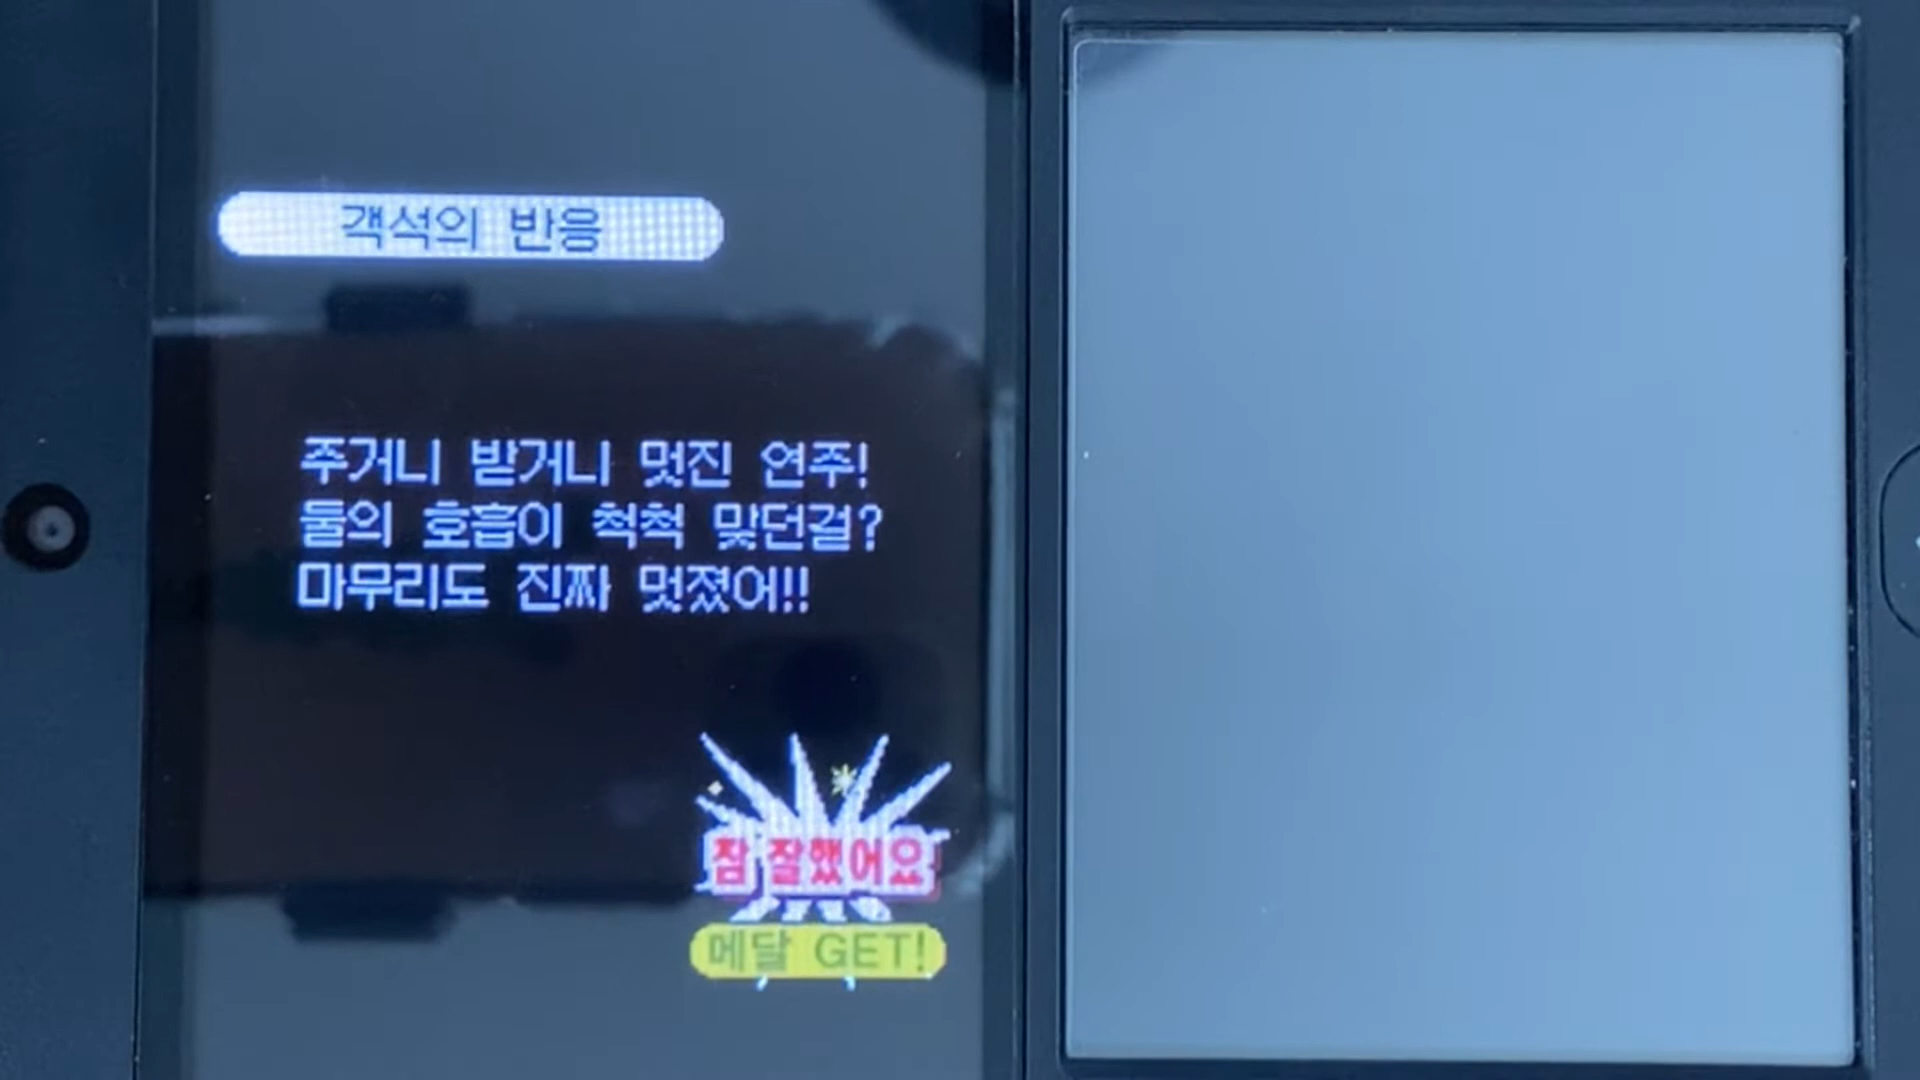 객석의 반응
주거니 받거니 멋진 연주!
둘의 호흡이 척척 맞던걸?
마무리도 진짜 멋졌어!!
참 잘했어요
메달 GET!